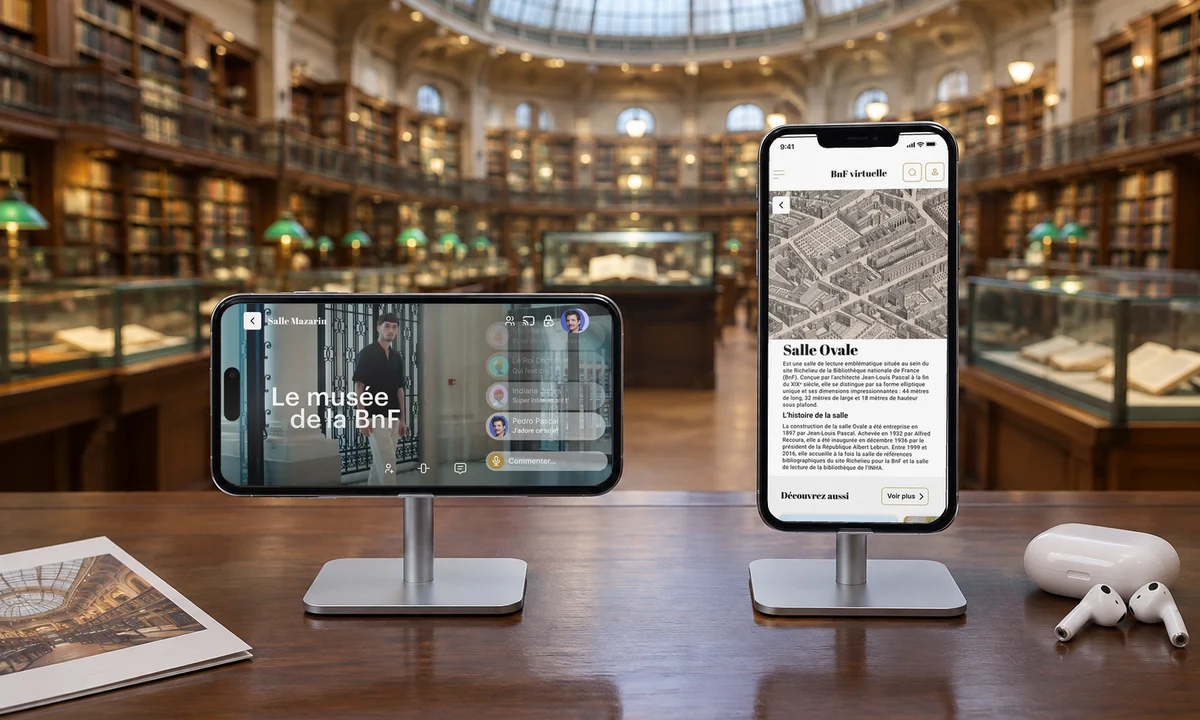 Salle Mazarin
Le musée
de la BnF
Le Roi
Indiana
Super
Pedro Pascal
J'adore ce sujet
Commenter...
9:41
BnF virtuelle
Salle Ovale
Est une salle de lecture emblématique située au sein du
site Richelieu de la Bibliothèque nationale de France
(BnF). Conçue par l'architecte Jean-Louis Pascal à la fin
du XIXᵉ siècle, elle se distingue par sa forme elliptique
unique et ses dimensions impressionnantes : 44 mètres
de long, 32 mètres de large et 18 mètres de hauteur
sous plafond.
L'histoire de la salle
La construction de la salle Ovale a été entreprise en
1897 par Jean-Louis Pascal. Achevée en 1932 par Alfred
Recoura, elle a été inaugurée en décembre 1936 par le
président de la République Albert Lebrun. Entre 1999 et
2016, elle accueille à la fois la salle de références
bibliographiques du site Richelieu pour la BnF et la salle
de lecture de la bibliothèque de l'INHA.
Découvrez aussi
Voir plus